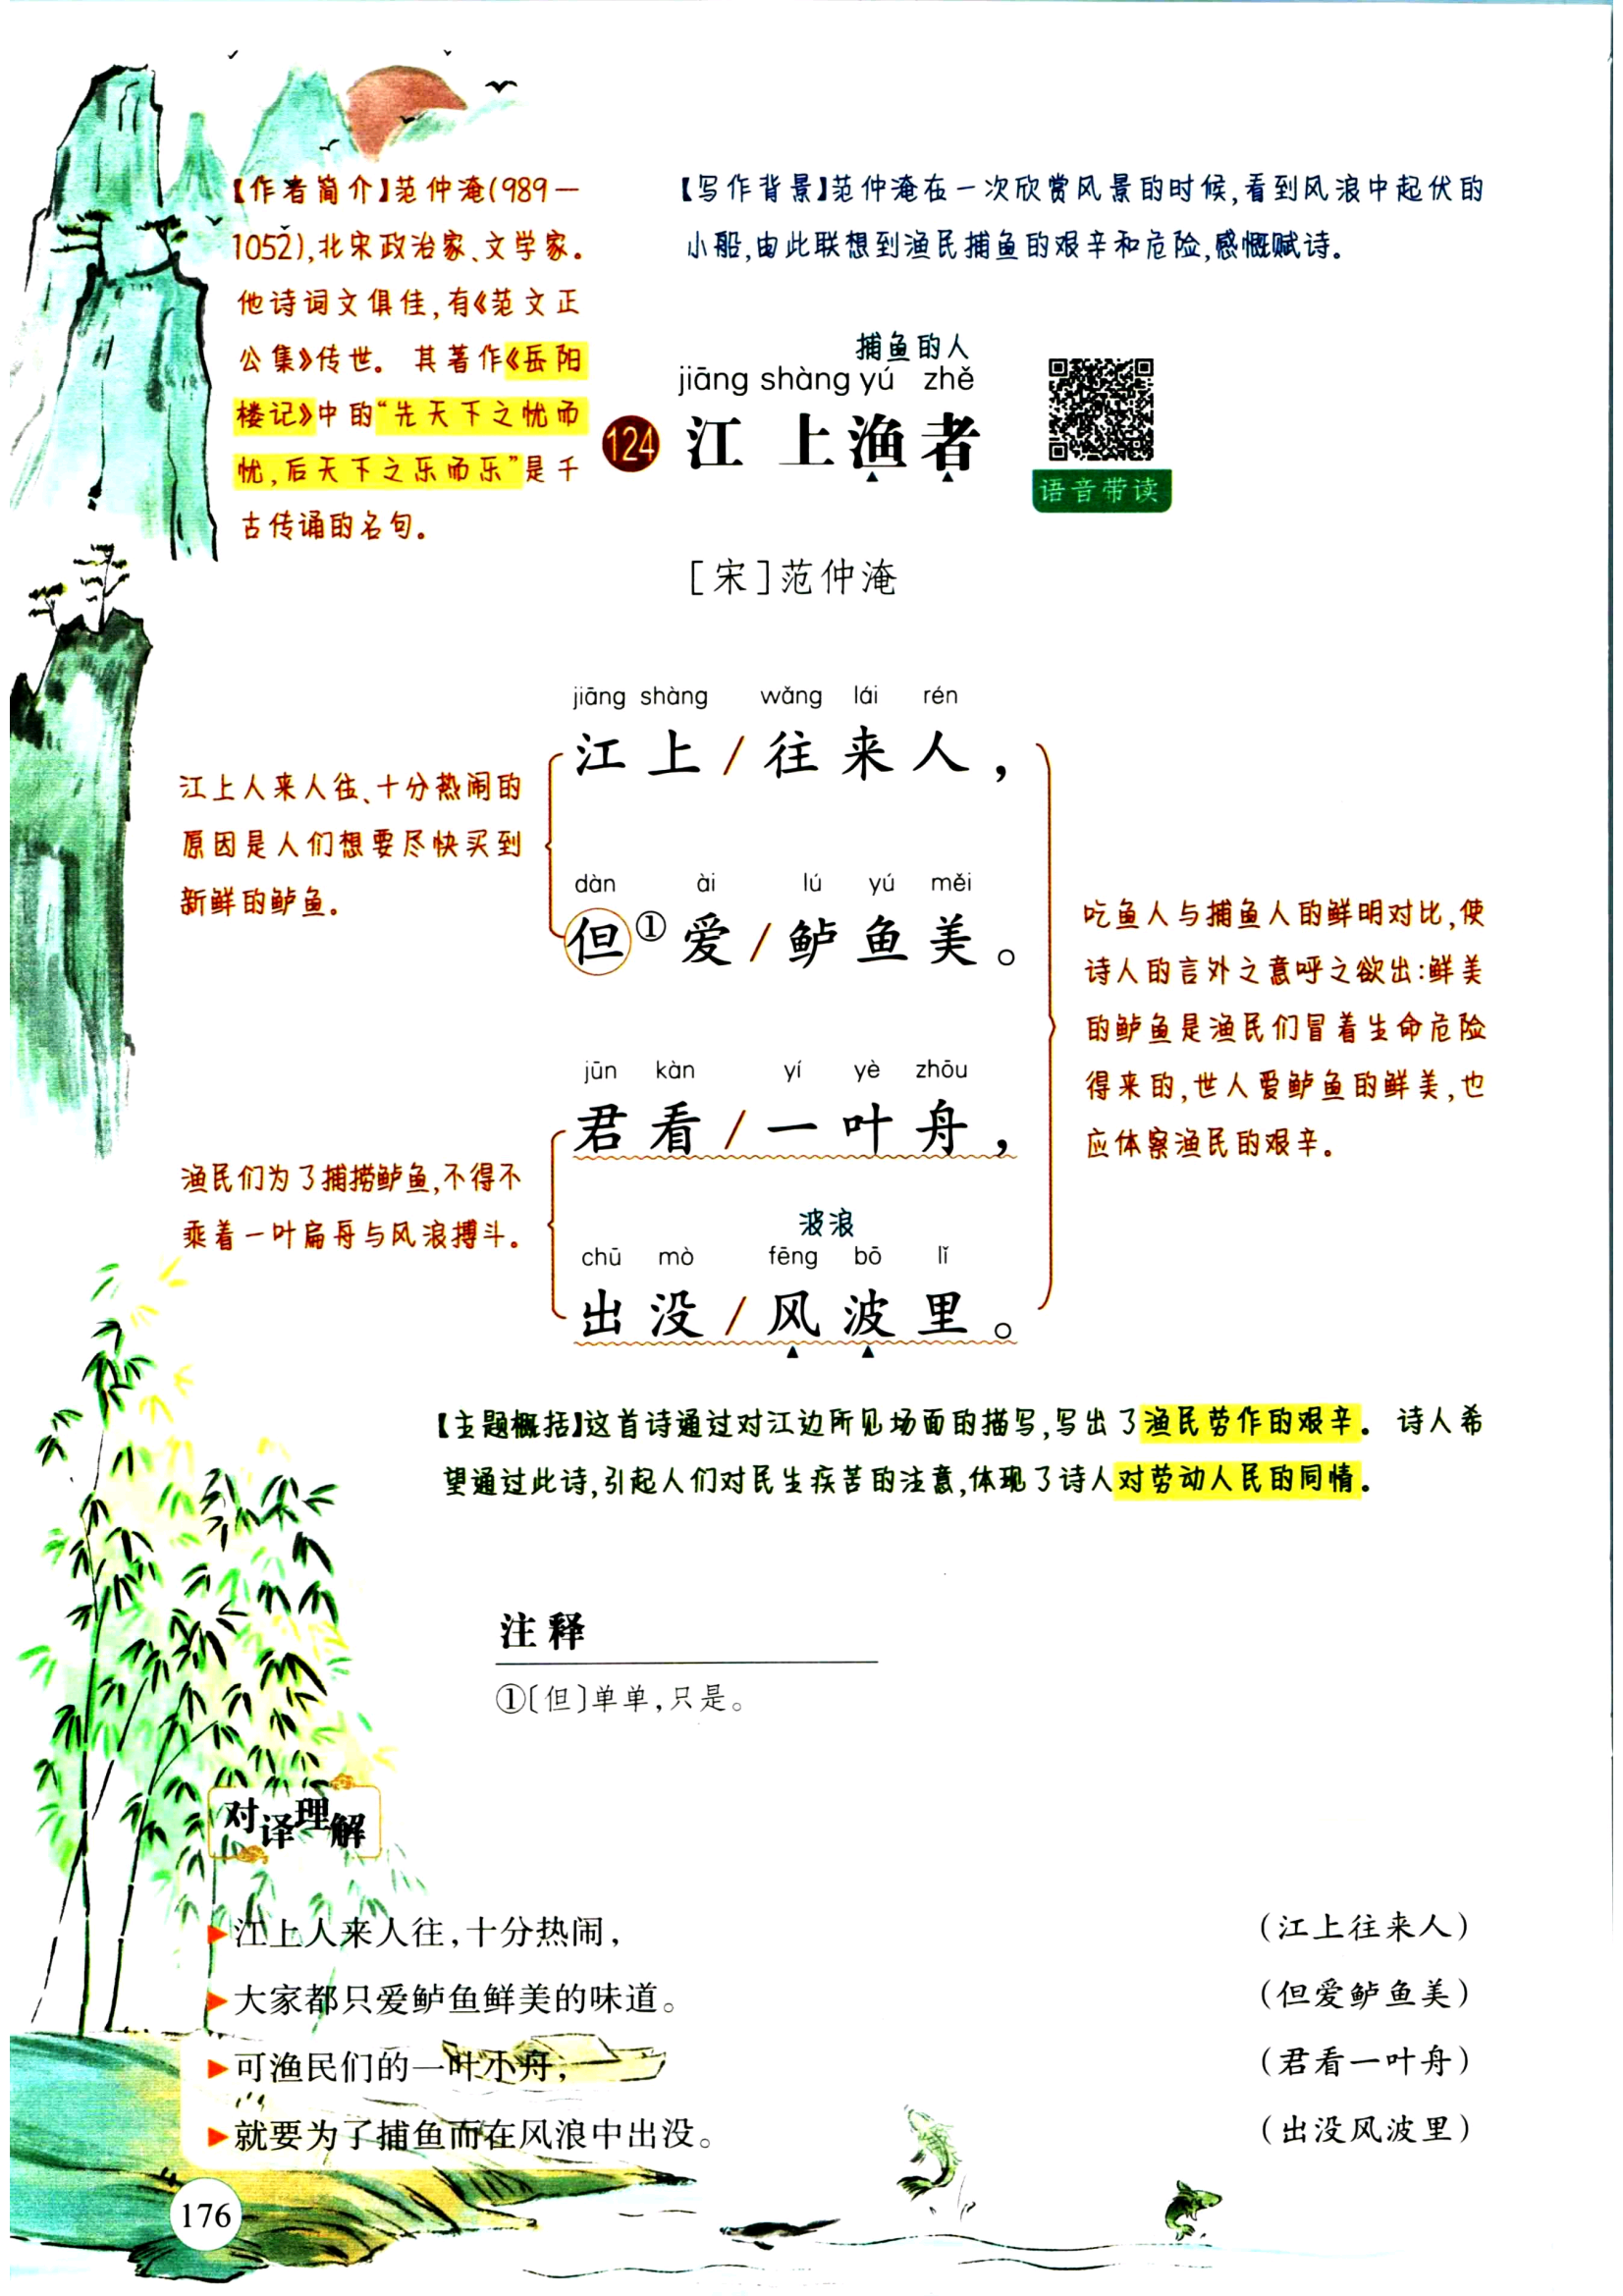 【作者简介】范仲淹(989—
1052),北宋政治家、文学家。
他诗词文俱佳,有《范文正
公集》传世。 其著作《岳阳
楼记》中的“先天下之忧而
忧,后天下之乐而乐”是千
古传诵的名句。
【写作背景】范仲淹在一次欣赏风景的时候,看到风浪中起伏的
小船,由此联想到渔民捕鱼的艰辛和危险,感慨赋诗。
捕鱼的人
jiāng shàng yú zhě
124 江上渔者
语音带读
[宋]范仲淹
jiāng shàng wǎng lái rén
江上/往来人,
dàn ài lú yú měi
但①爱/鲈鱼美。
jūn kàn yí yè zhōu
君看/一叶舟,
波浪
chū mò fēng bō lǐ
出没/风波里。
江上人来人往、十分热闹的
原因是人们想要尽快买到
新鲜的鲈鱼。
渔民们为了捕捞鲈鱼,不得不
乘着一叶扁舟与风浪搏斗。
吃鱼人与捕鱼人的鲜明对比,使
诗人的言外之意呼之欲出:鲜美
的鲈鱼是渔民们冒着生命危险
得来的,世人爱鲈鱼的鲜美,也
应体察渔民的艰辛。
【主题概括】这首诗通过对江边所见场面的描写,写出了渔民劳作的艰辛。 诗人希
望通过此诗,引起人们对民生疾苦的注意,体现了诗人对劳动人民的同情。
注释
①〔但〕单单,只是。
对译理解
▶江上人来人往,十分热闹, (江上往来人)
▶大家都只爱鲈鱼鲜美的味道。 (但爱鲈鱼美)
▶可渔民们的一叶小舟, (君看一叶舟)
▶就要为了捕鱼而在风浪中出没。 (出没风波里)
176